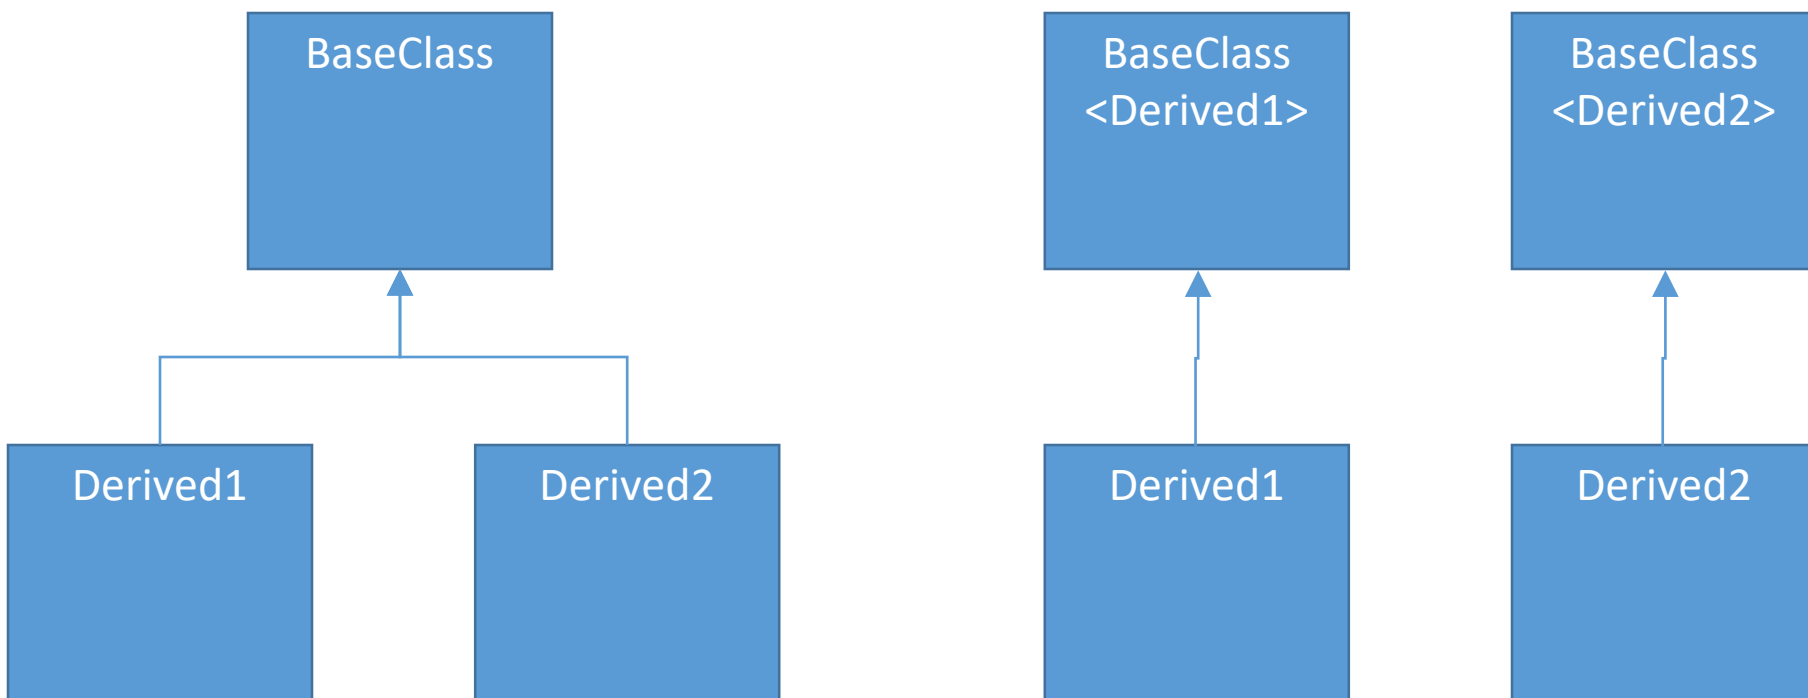 BaseClass
Derived1
Derived2
BaseClass
<Derived1>
BaseClass
<Derived2>
Derived1
Derived2